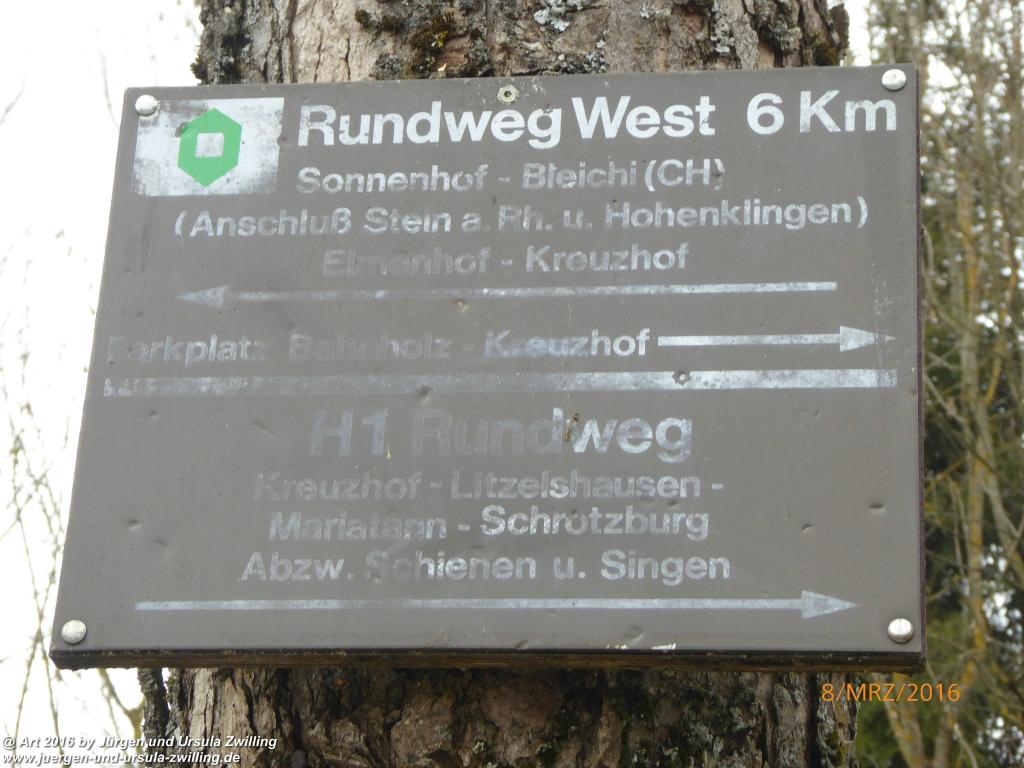 Rundweg West 6 Km
Sonnenhof - Bleichi (CH)
(Anschluß Stein a. Rh. u. Hohenklingen)
Elmenhof - Kreuzhof
Parkplatz Bahnholz - Kreuzhof
H1 Rundweg
Kreuzhof - Litzelshausen -
Mariatann - Schrotzburg
Abzw. Schienen u. Singen
8/MRZ/2016
@ Art 2016 by Jürgen und Ursula Zwilling
www.juergen-und-ursula-zwilling.de